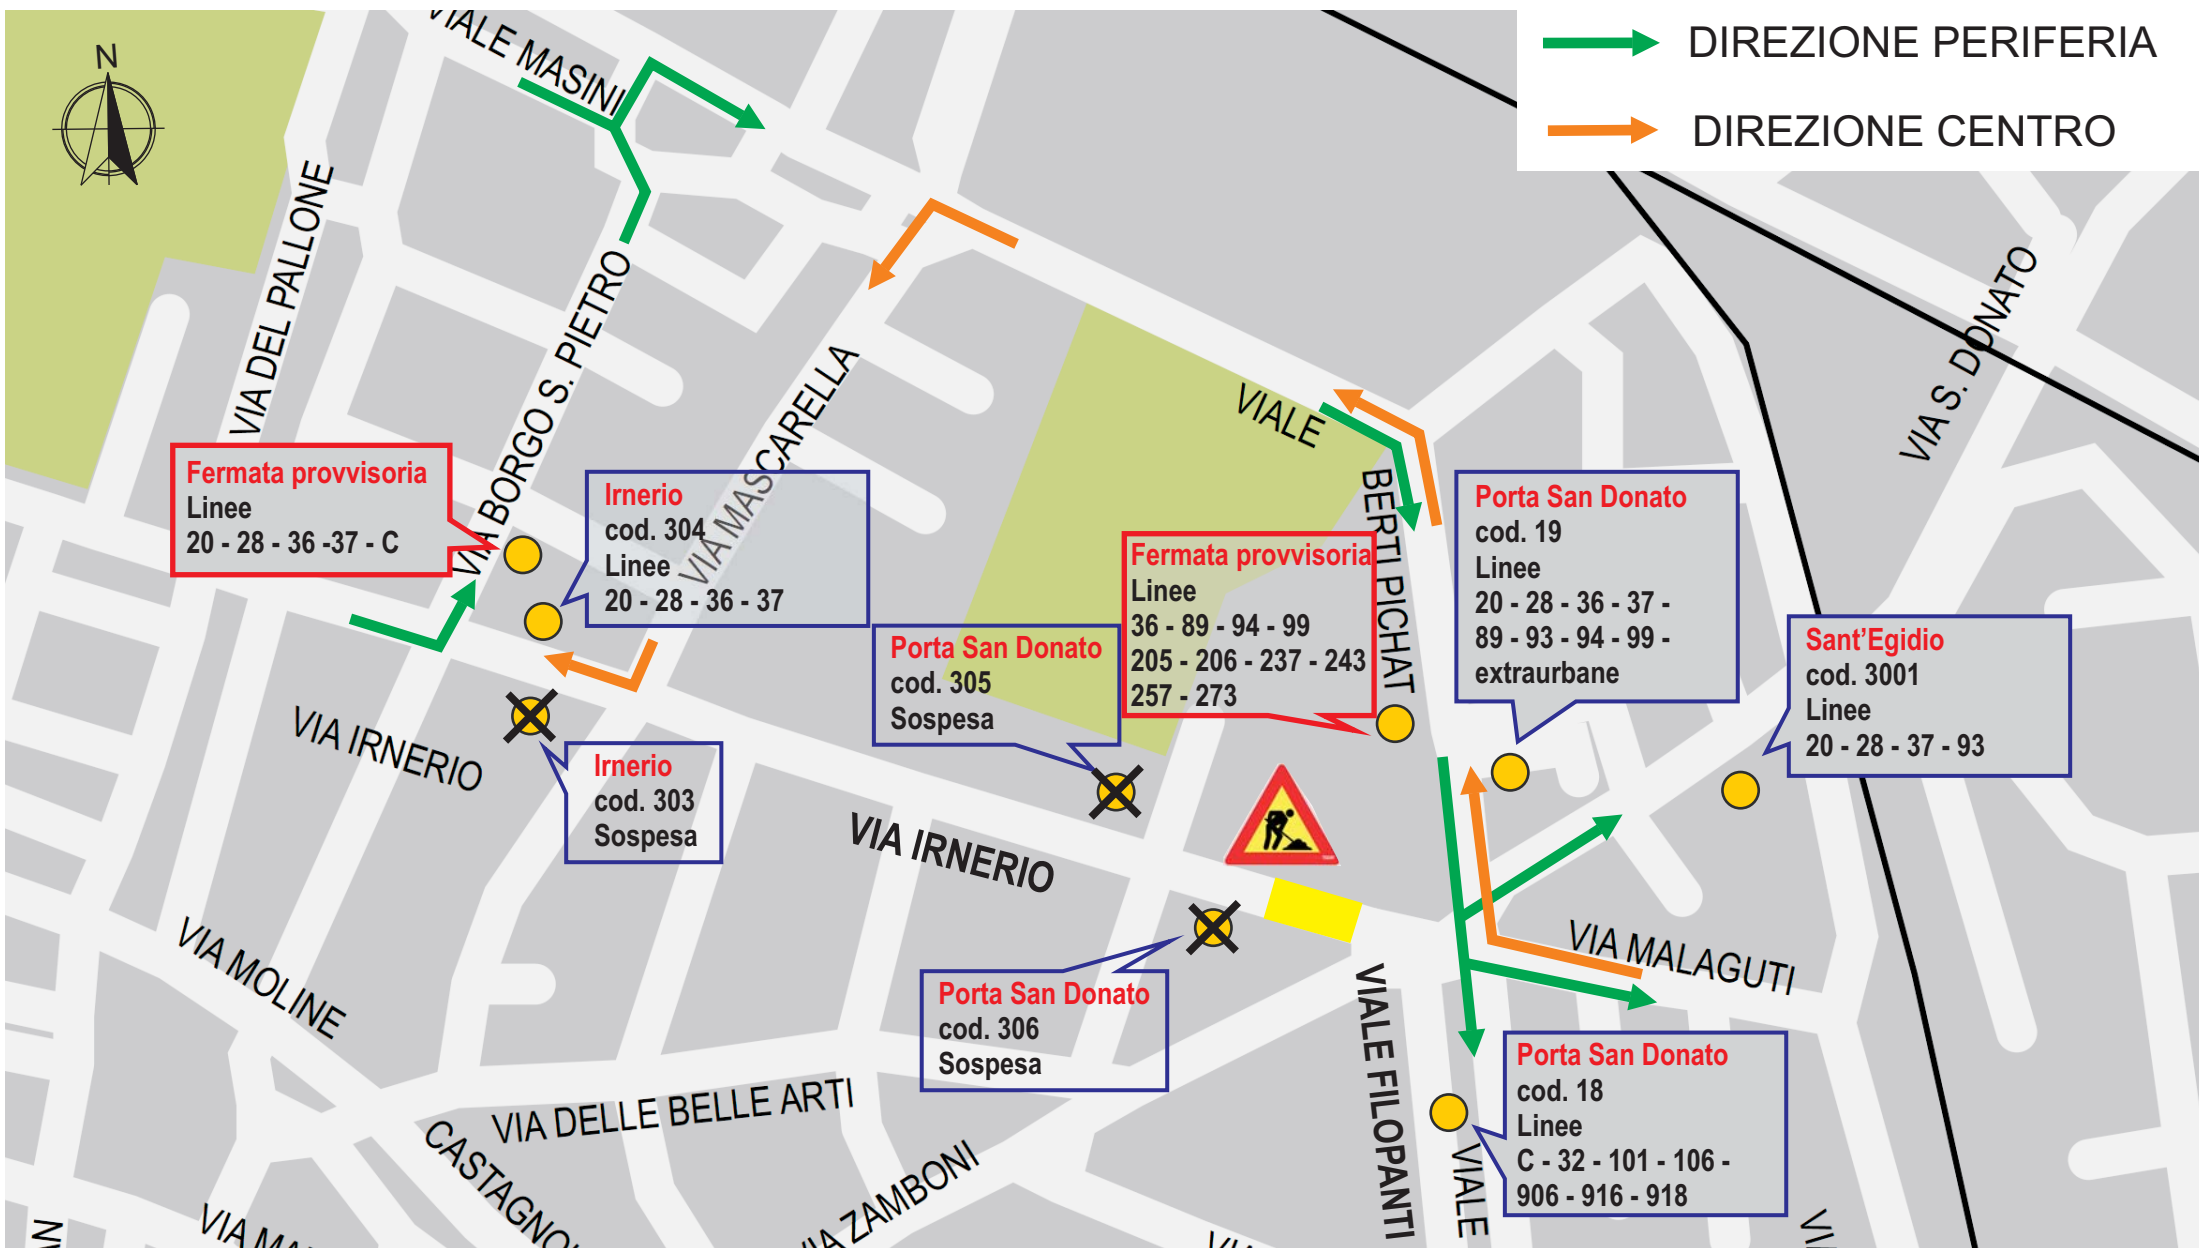 N
DIREZIONE PERIFERIA
DIREZIONE CENTRO
VIALE MASINI
VIA DEL PALLONE
VIA BORGO S. PIETRO
VIA MASCARELLA
VIALE
BERTI PICHAT
VIA S. DONATO
Fermata provvisoria
Linee
20 - 28 - 36 -37 - C
Irnerio
cod. 304
Linee
20 - 28 - 36 - 37
Porta San Donato
cod. 305
Sospesa
Fermata provvisoria
Linee
36 - 89 - 94 - 99
205 - 206 - 237 - 243
257 - 273
Porta San Donato
cod. 19
Linee
20 - 28 - 36 - 37 -
89 - 93 - 94 - 99 -
extraurbane
Sant'Egidio
cod. 3001
Linee
20 - 28 - 37 - 93
VIA IRNERIO
Irnerio
cod. 303
Sospesa
VIA IRNERIO
VIA MOLINE
Porta San Donato
cod. 306
Sospesa
VIA MALAGUTI
VIALE FILOPANTI
Porta San Donato
cod. 18
Linee
C - 32 - 101 - 106 -
906 - 916 - 918
VIA DELLE BELLE ARTI
CASTAGNO
VIA ZAMBONI
VIALE
VIA MA